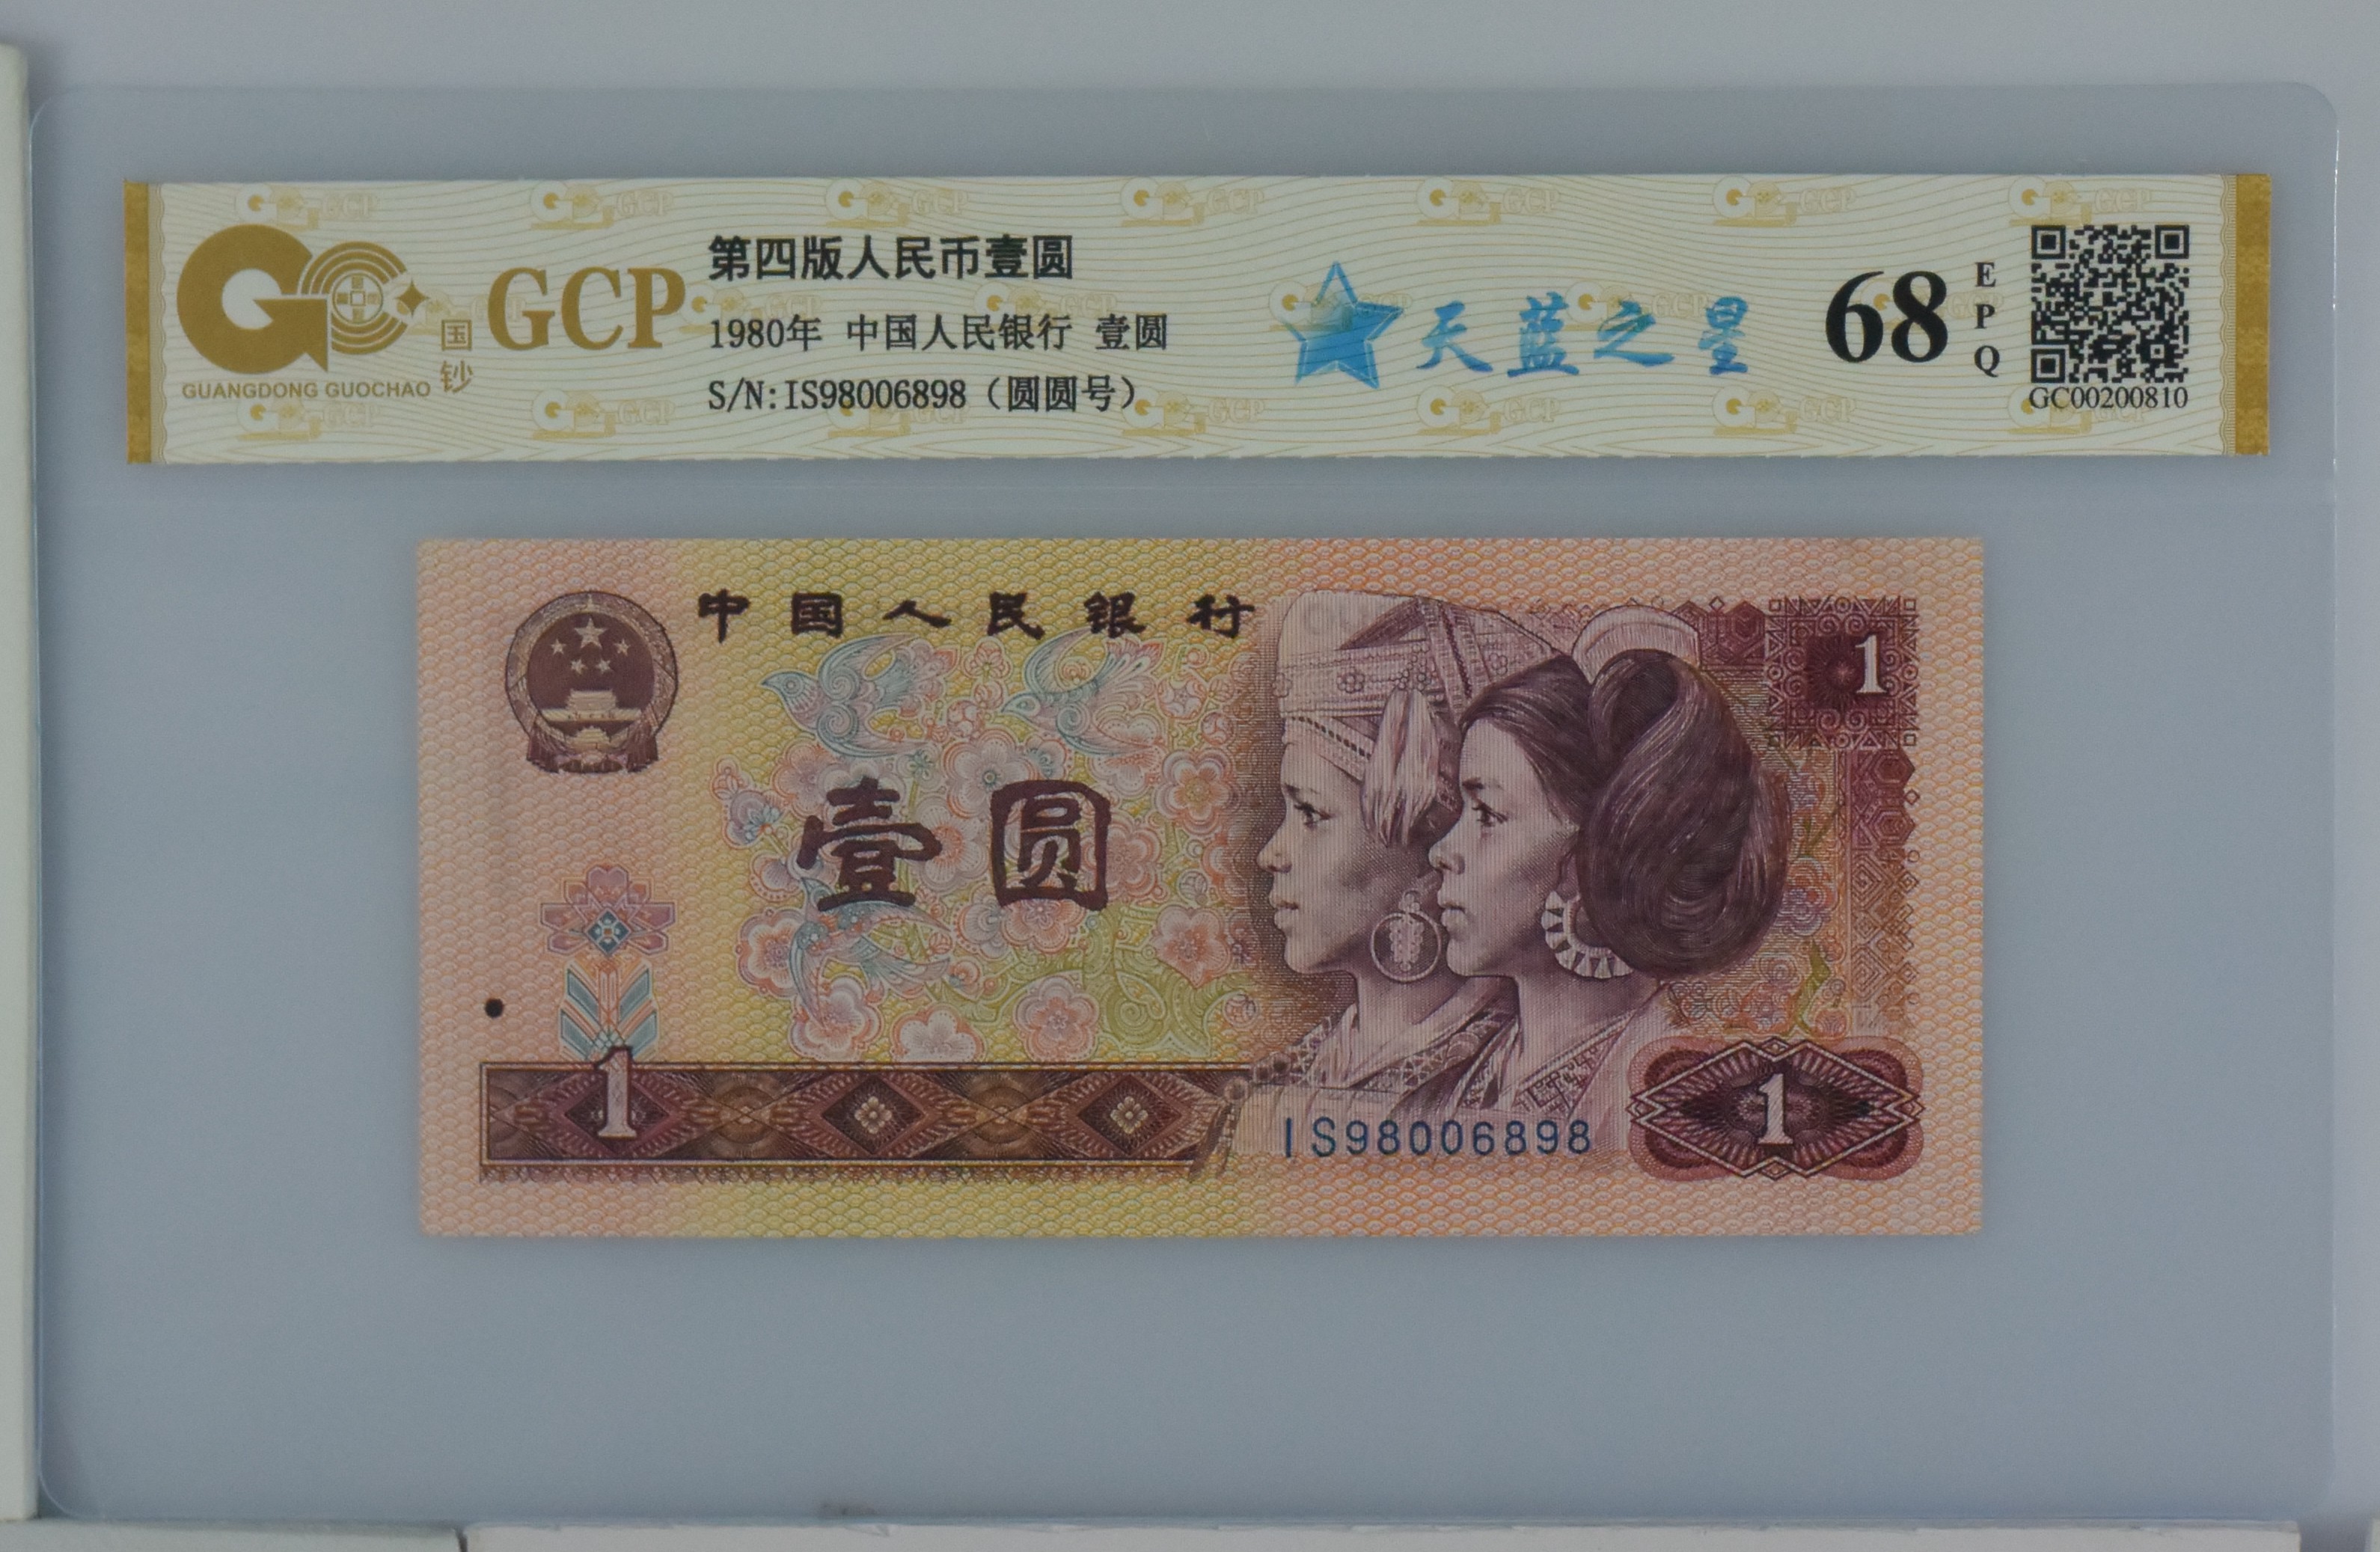 GCP
国钞
GUANGDONG GUOCHAO
第四版人民币壹圆
1980年 中国人民银行 壹圆
S/N:IS98006898（圆圆号）
天蓝之星
68
EPQ
GC00200810
中国人民银行
1
壹圆
1
IS98006898
1